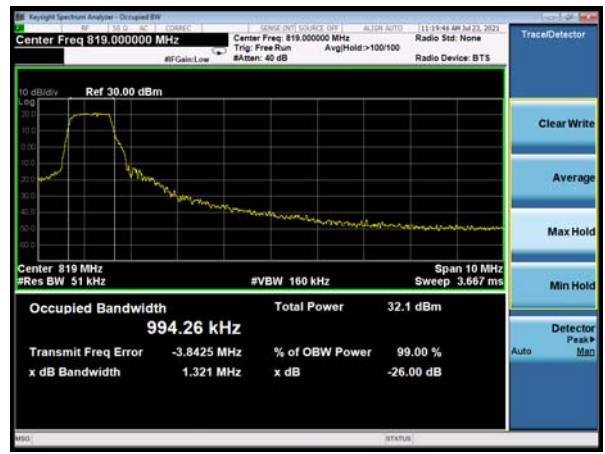 Keysight Spectrum Analyzer - Occupied BW
RF 50 Ω AC CORREC SENSE:INT SOURCE OFF ALIGN AUTO 11:19:46 AM Jul 23, 2021
Center Freq 819.000000 MHz
#IFGain:Low
Center Freq: 819.000000 MHz
Trig: Free Run Avg|Hold:>100/100
#Atten: 40 dB
Radio Std: None
Radio Device: BTS
10 dB/div Ref 30.00 dBm
Log
20.0
10.0
0.00
-10.0
-20.0
-30.0
-40.0
-50.0
-60.0
Center 819 MHz Span 10 MHz
#Res BW 51 kHz #VBW 160 kHz Sweep 3.667 ms
Occupied Bandwidth Total Power 32.1 dBm
994.26 kHz
Transmit Freq Error -3.8425 MHz % of OBW Power 99.00 %
x dB Bandwidth 1.321 MHz x dB -26.00 dB
MSG STATUS
Trace/Detector
Clear Write
Average
Max Hold
Min Hold
Detector
Peak
Auto Man